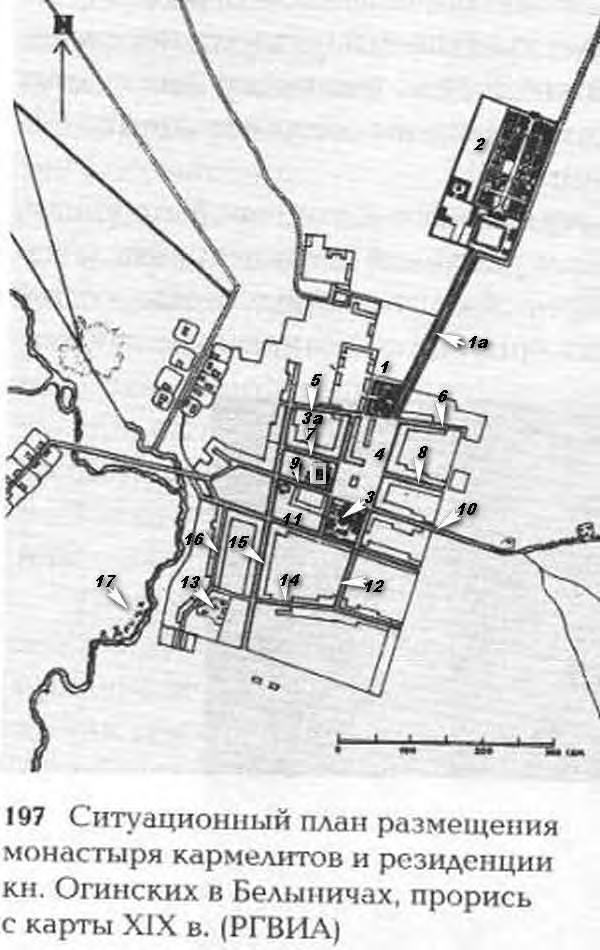 N
2
1а
1
5
6
3а
7
4
8
9
3
10
11
16
15
12
17
13
14
0 100 200 300 саж.
197 Ситуационный план размещения
монастыря кармелитов и резиденции
кн. Огинских в Белыничах, прорись
с карты XIX в. (РГВИА)